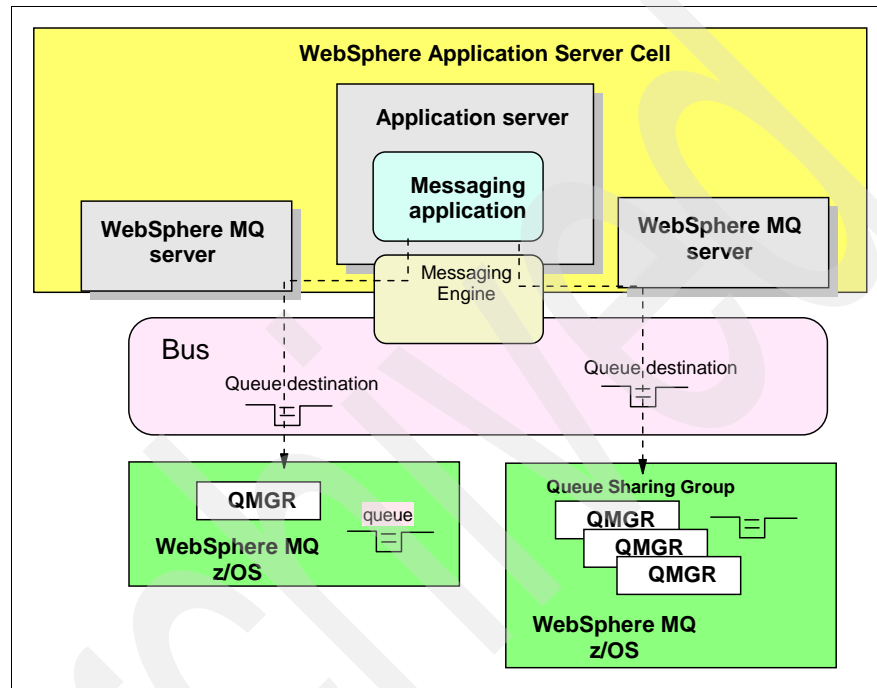 WebSphere Application Server Cell
Application server
Messaging
application
WebSphere MQ
server
WebSphere MQ
server
Messaging
Engine
Bus
Queue destination
Queue destination
QMGR
queue
WebSphere MQ
z/OS
Queue Sharing Group
QMGR
QMGR
QMGR
WebSphere MQ
z/OS